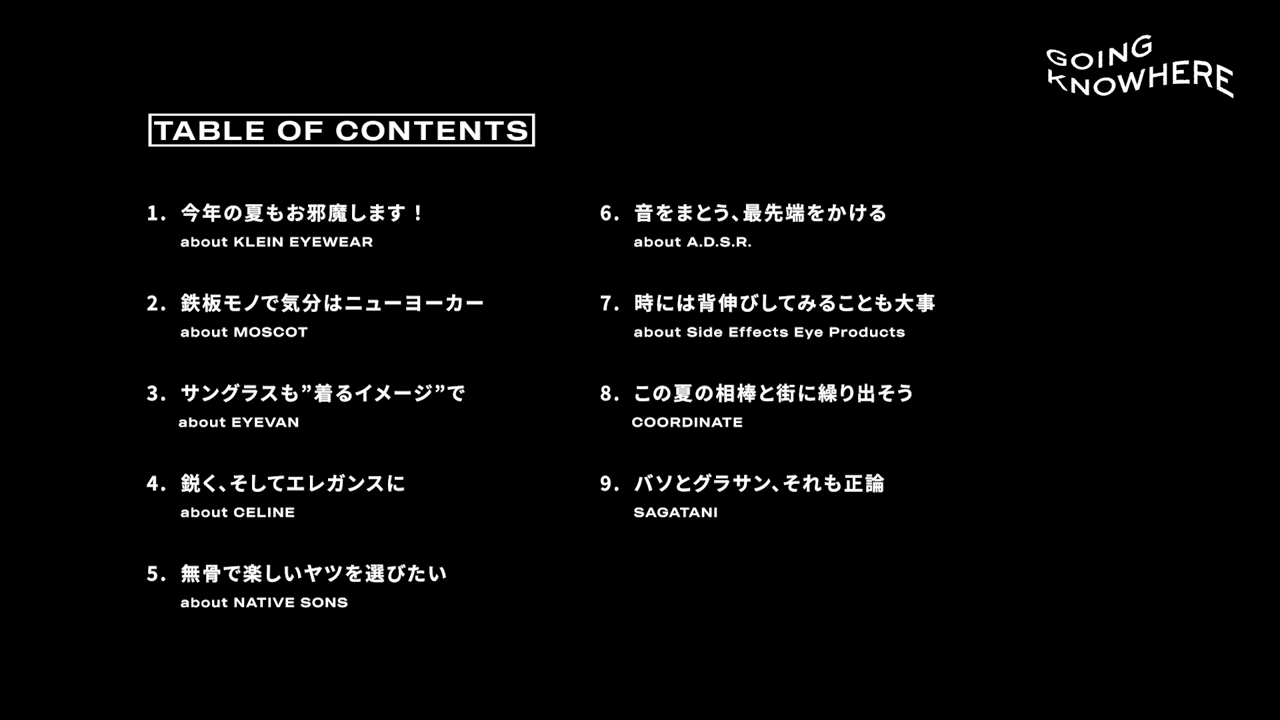 GOING
KNOWHERE
TABLE OF CONTENTS
1. 今年の夏もお邪魔します！
about KLEIN EYEWEAR
2. 鉄板モノで気分はニューヨーカー
about MOSCOT
3. サングラスも”着るイメージ”で
about EYEVAN
4. 鋭く、そしてエレガンスに
about CELINE
5. 無骨で楽しいヤツを選びたい
about NATIVE SONS
6. 音をまとう、最先端をかける
about A.D.S.R.
7. 時には背伸びしてみることも大事
about Side Effects Eye Products
8. この夏の相棒と街に繰り出そう
COORDINATE
9. バソとグラサン、それも正論
SAGATANI